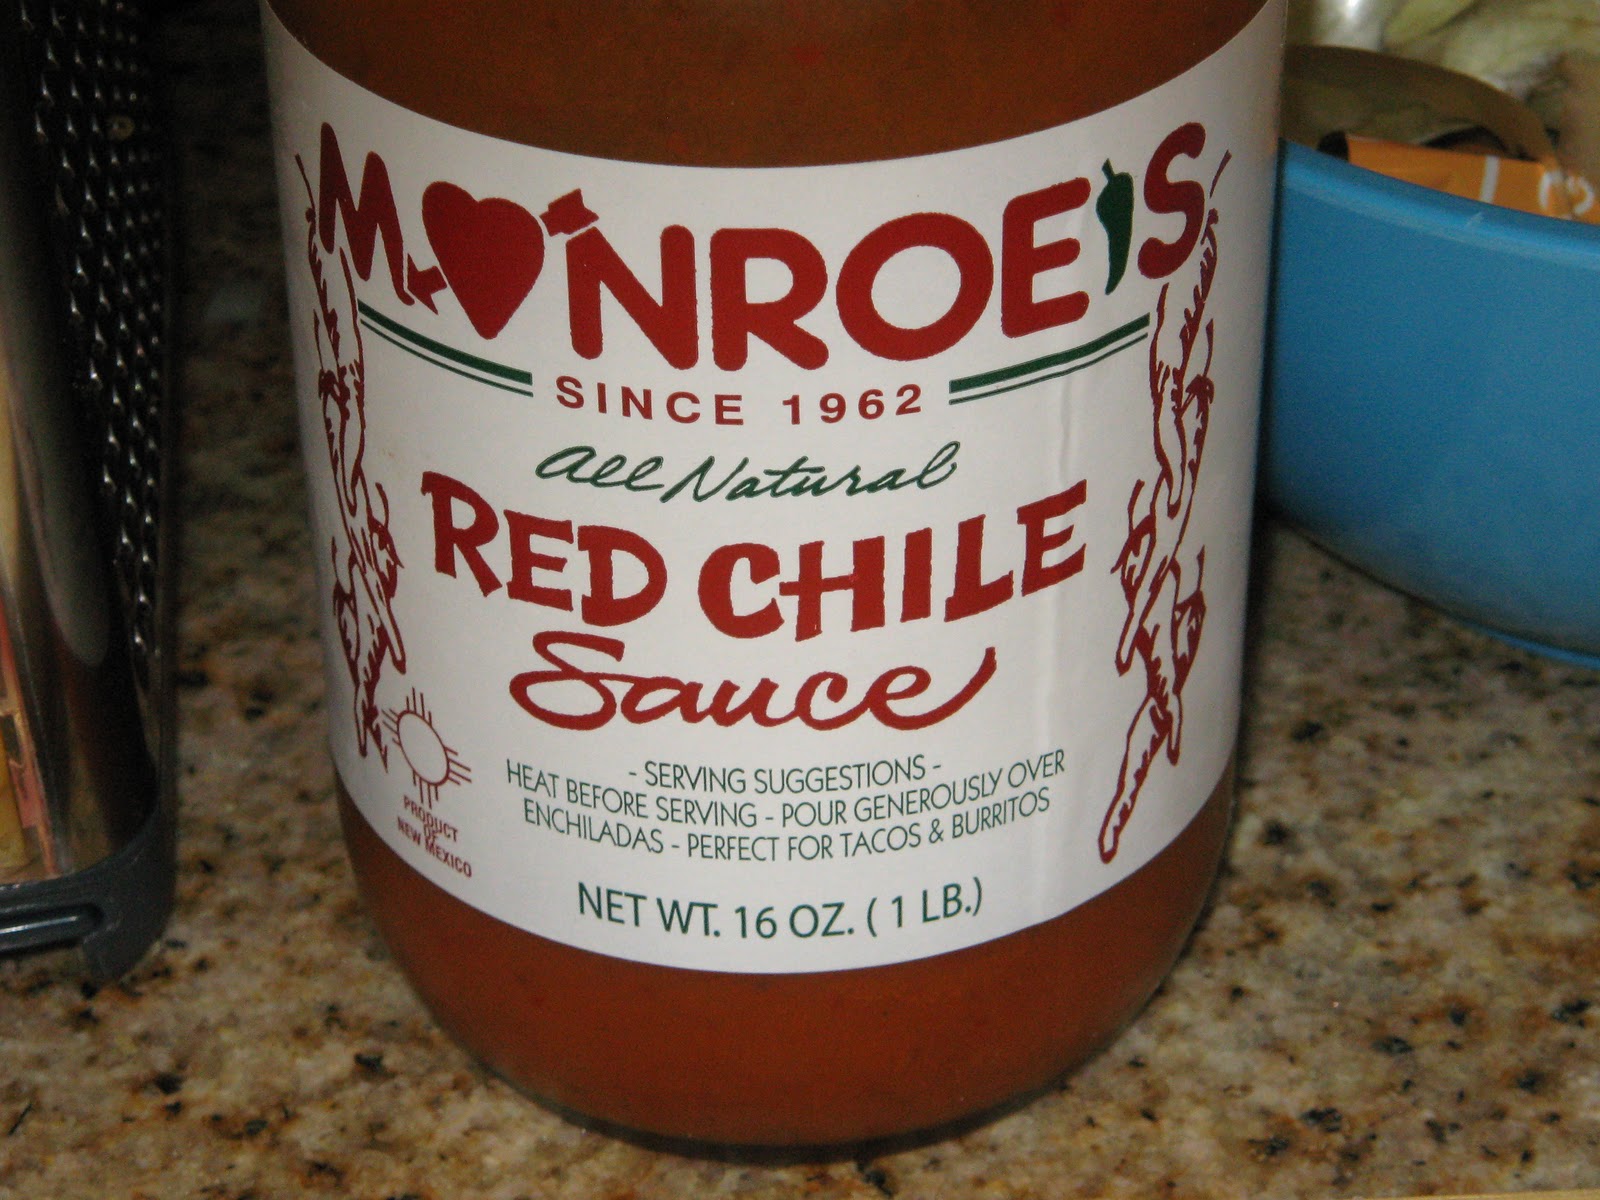 MONROE'S
SINCE 1962
All Natural
RED CHILE
Sauce
- SERVING SUGGESTIONS -
HEAT BEFORE SERVING - POUR GENEROUSLY OVER
ENCHILADAS - PERFECT FOR TACOS & BURRITOS
PRODUCT
OF
NEW MEXICO
NET WT. 16 OZ. ( 1 LB.)